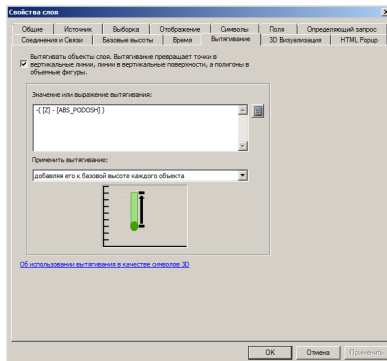 Свойства слоя
Общие Источник Выборка Отображение Символы Поля Определяющий запрос
Соединения и Связи Базовые высоты Время Вытягивание 3D Визуализация HTML Popup
Вытягивать объекты слоя. Вытягивание превращает точки в
вертикальные линии, линии в вертикальные поверхности, а полигоны в
объемные фигуры.
Значение или выражение вытягивания:
-( [Z] - [ABS_PODOSH] )
Применить вытягивание:
добавляя его к базовой высоте каждого объекта
Об использовании вытягивания в качестве символов 3D
OK Отмена Применить